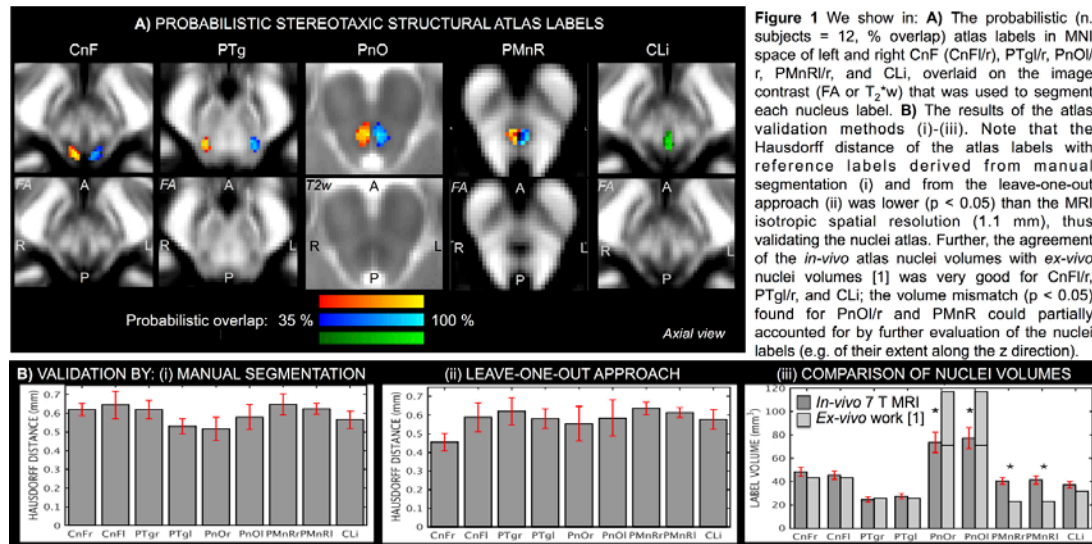 A) PROBABILISTIC STEREOTAXIC STRUCTURAL ATLAS LABELS
CnF PTg PnO PMnR CLi
FA A FA A T2w A FA A A
R L R L R L
P P P
Probabilistic overlap: 35 % 100 %
Axial view
Figure 1 We show in: A) The probabilistic (n.
subjects = 12, % overlap) atlas labels in MNI
space of left and right CnF (CnFl/r), PTgl/r, PnOl/
r, PMnRl/r, and CLi, overlaid on the image
contrast (FA or T2*w) that was used to segment
each nucleus label. B) The results of the atlas
validation methods (i)-(iii). Note that the
Hausdorff distance of the atlas labels with
reference labels derived from manual
segmentation (i) and from the leave-one-out
approach (ii) was lower (p < 0.05) than the MRI
isotropic spatial resolution (1.1 mm), thus
validating the nuclei atlas. Further, the agreement
of the in-vivo atlas nuclei volumes with ex-vivo
nuclei volumes [1] was very good for CnFl/r,
PTgl/r, and CLi; the volume mismatch (p < 0.05)
found for PnOl/r and PMnR could partially
accounted for by further evaluation of the nuclei
labels (e.g. of their extent along the z direction).
B) VALIDATION BY: (i) MANUAL SEGMENTATION
HAUSDORFF DISTANCE (mm)
0.7
0.6
0.5
0.4
0.3
0.2
0.1
0
CnFr CnFl PTgr PTgl PnOr PnOl PMnRr PMnRl CLi
(ii) LEAVE-ONE-OUT APPROACH
HAUSDORFF DISTANCE (mm)
0.7
0.6
0.5
0.4
0.3
0.2
0.1
0
CnFr CnFl PTgr PTgl PnOr PnOl PMnRr PMnRl CLi
(iii) COMPARISON OF NUCLEI VOLUMES
In-vivo 7 T MRI
Ex-vivo work [1]
LABEL VOLUME (mm3)
120
100
80
60
40
20
0
* * * *
CnFr CnFl PTgr PTgl PnOr PnOl PMnRr PMnRl CLi